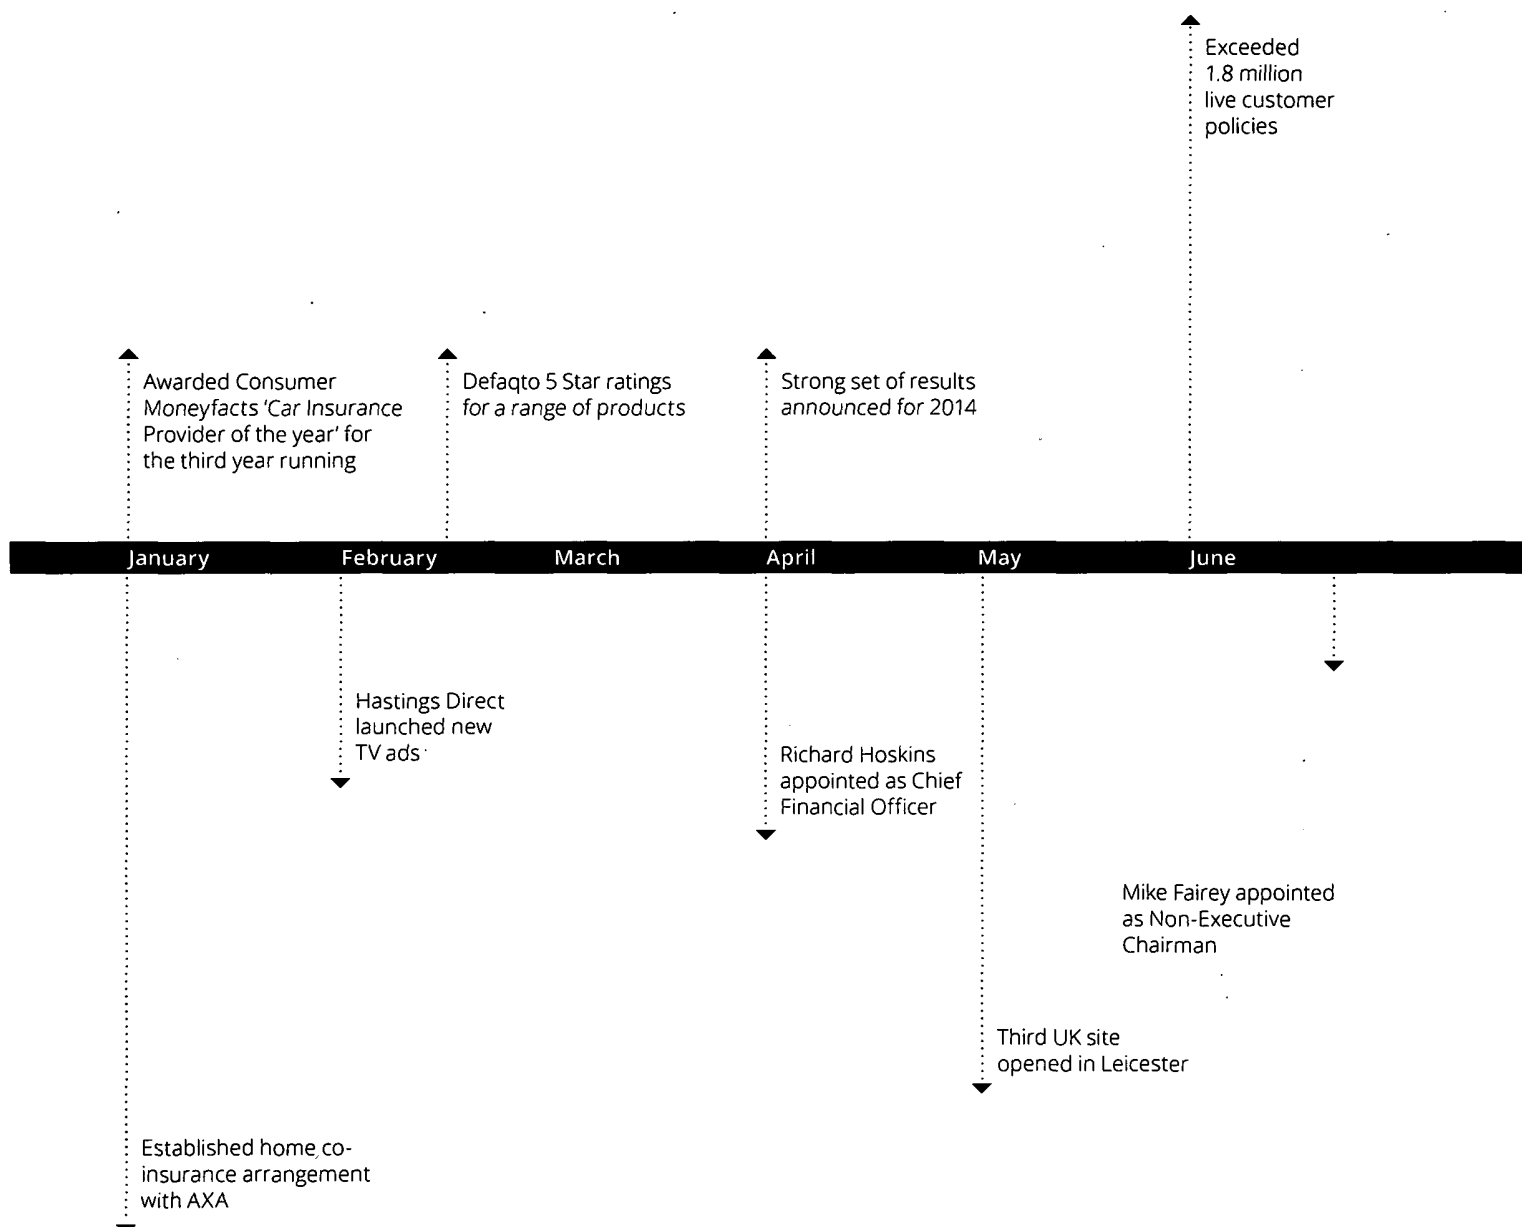 Exceeded
1.8 million
live customer
policies
Awarded Consumer
Moneyfacts 'Car Insurance
Provider of the year' for
the third year running
Defaqto 5 Star ratings
for a range of products
Strong set of results
announced for 2014
January February March April May June
Hastings Direct
launched new
TV ads
Richard Hoskins
appointed as Chief
Financial Officer
Mike Fairey appointed
as Non-Executive
Chairman
Third UK site
opened in Leicester
Established home co-
insurance arrangement
with AXA